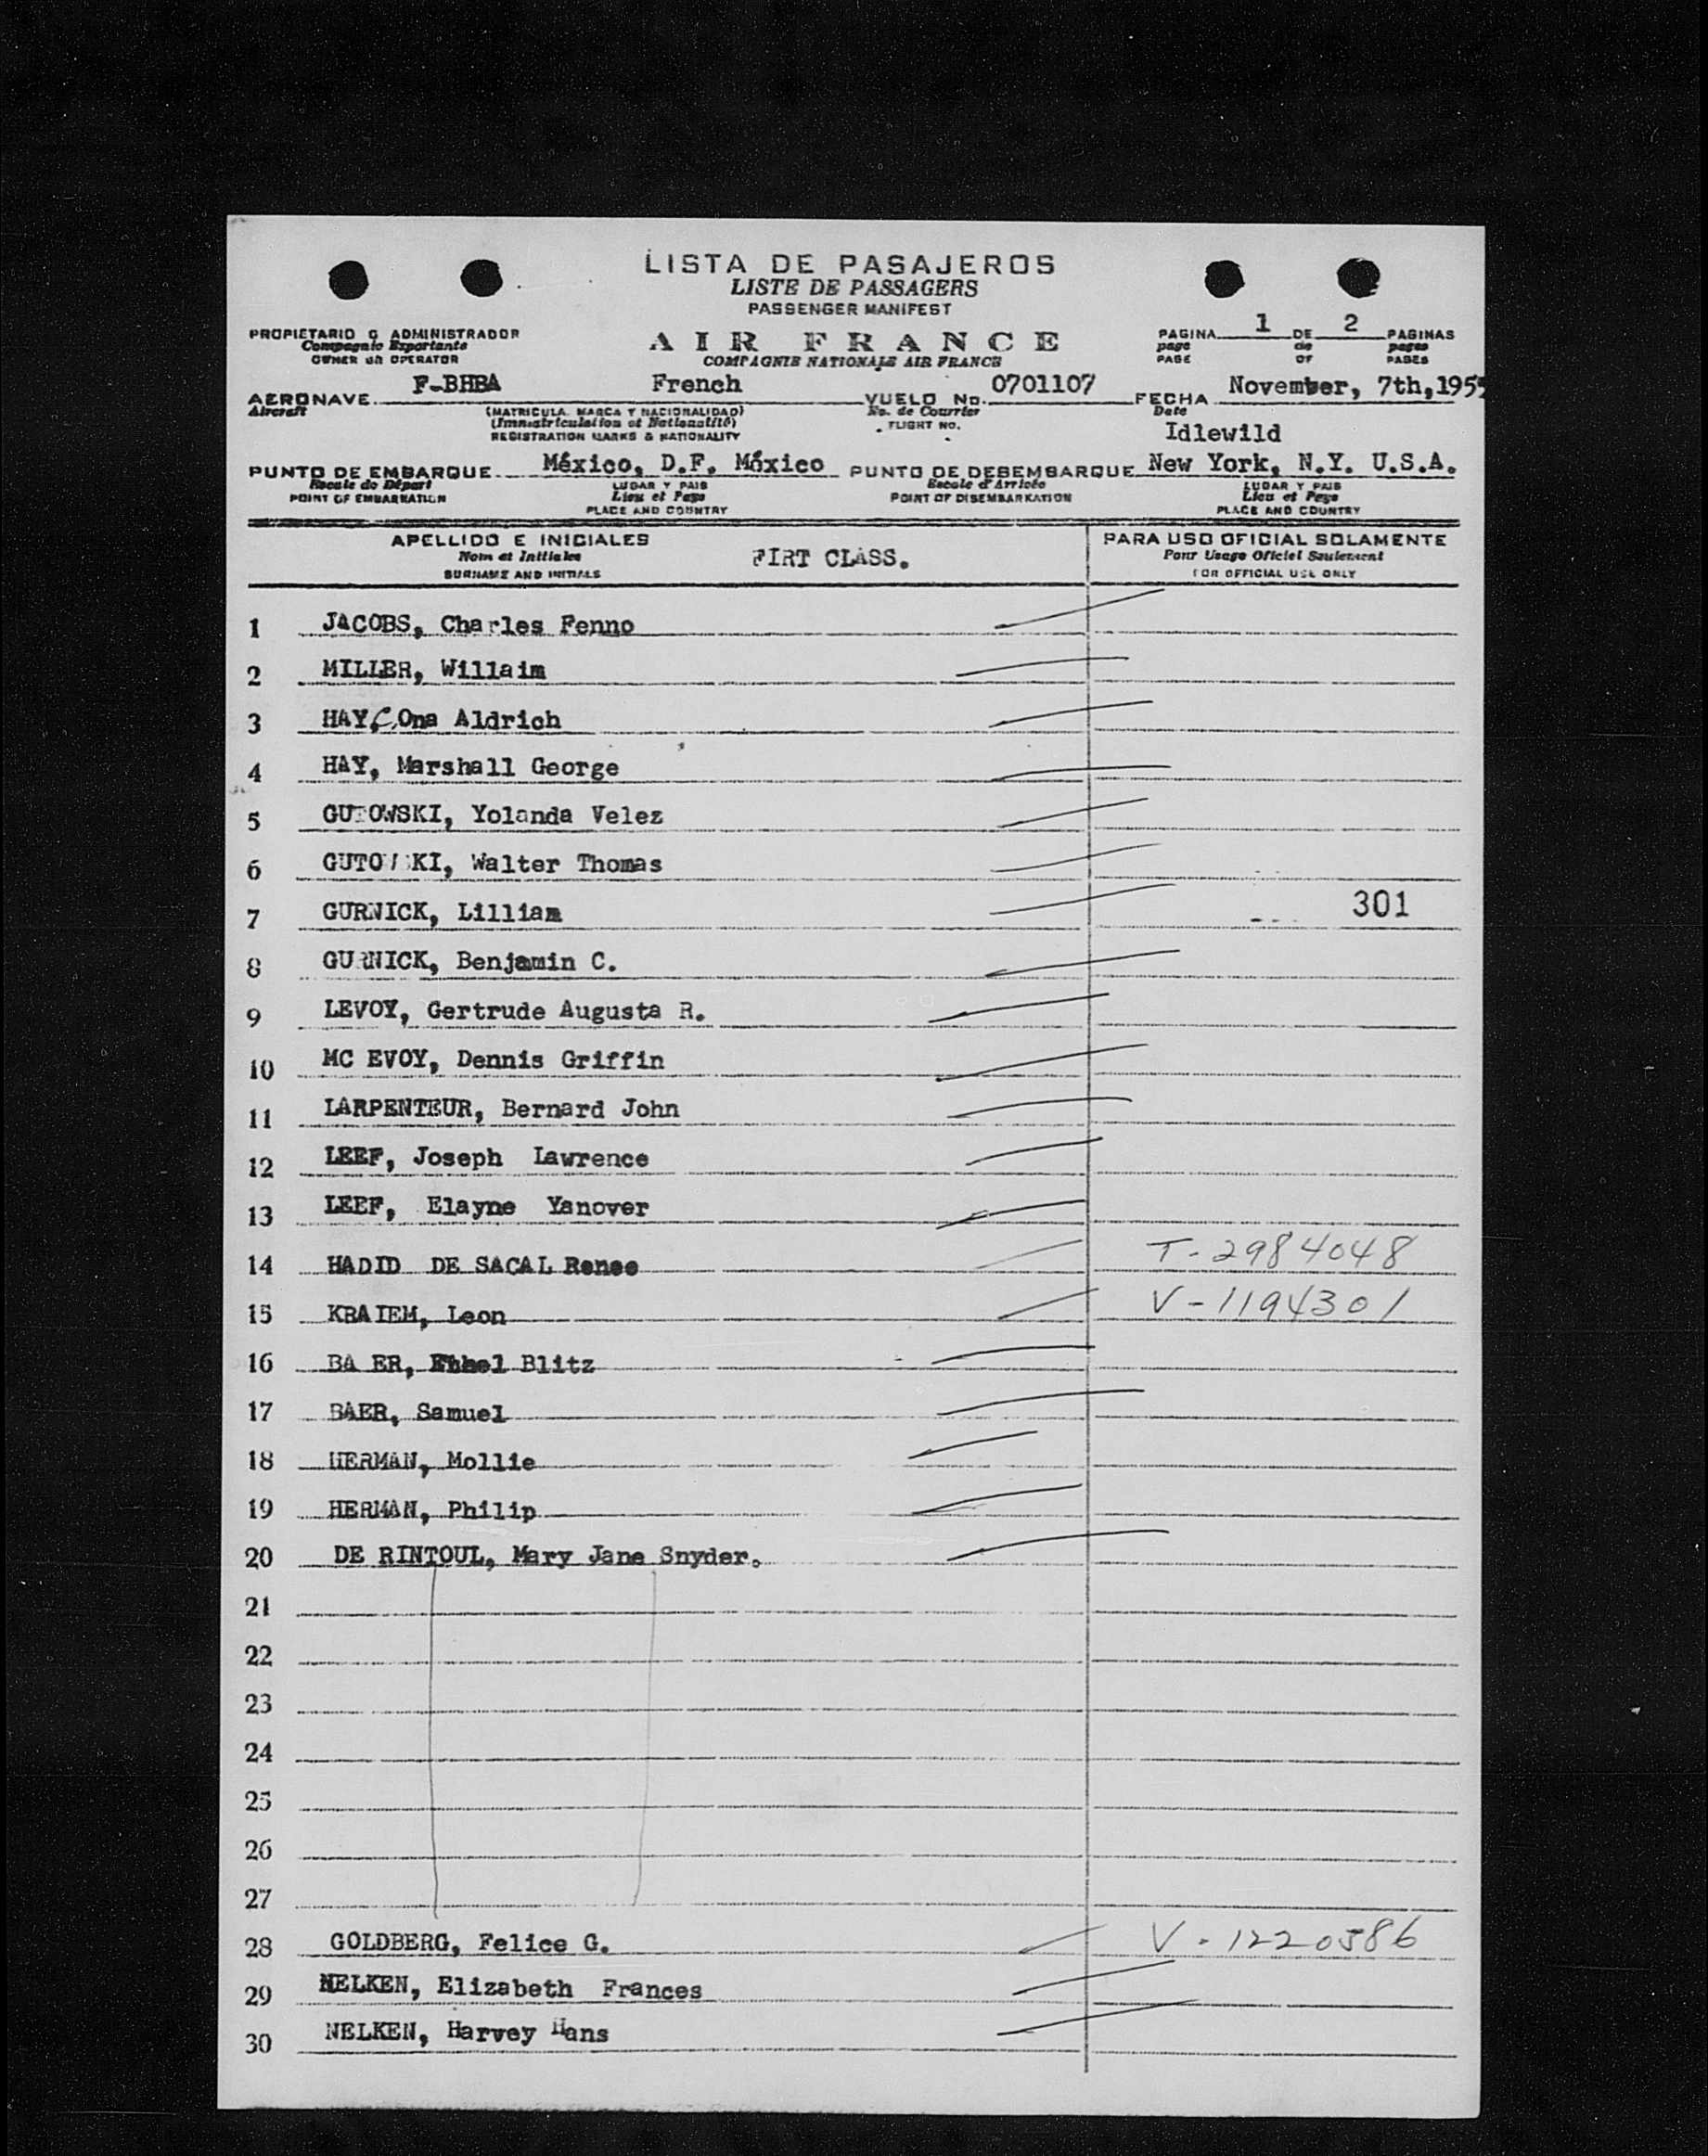 LISTA DE PASAJEROS
LISTE DE PASSAGERS
PASSENGER MANIFEST
PROPIETARIO O ADMINISTRADOR
Compagnie Exportante
OWNER OR OPERATOR
AIR FRANCE
COMPAGNIE NATIONALE AIR FRANCE
PAGINA 1 DE 2 PAGINAS
page de pages
PAGE OF PAGES
AERONAVE F-BHBA French VUELO No. 0701107 FECHA November, 7th, 1955
Aircraft (MATRICULA, MARCA Y NACIONALIDAD) No. de Courrier Date
(Immatriculation et Nationalité) FLIGHT NO.
REGISTRATION MARKS & NATIONALITY
Idlewild
PUNTO DE EMBARQUE México, D.F. México PUNTO DE DESEMBARQUE New York, N.Y. U.S.A.
Escale de Départ LUGAR Y PAIS Escale d'Arrivée LUGAR Y PAIS
POINT OF EMBARKATION Lieu et Pays POINT OF DISEMBARKATION Lieu et Pays
PLACE AND COUNTRY PLACE AND COUNTRY
APELLIDO E INICIALES
Nom et Initiales
SURNAME AND INITIALS
FIRT CLASS.
PARA USO OFICIAL SOLAMENTE
Pour Usage Oficiel Seulement
FOR OFFICIAL USE ONLY
1 JACOBS, Charles Fenno
2 MILLER, Willaim
3 HAY, Ona Aldrich
4 HAY, Marshall George
5 GUTOWSKI, Yolanda Velez
6 GUTOWSKI, Walter Thomas
7 GURNICK, Lilliam 301
8 GURNICK, Benjamin C.
9 LEVOY, Gertrude Augusta R.
10 MC EVOY, Dennis Griffin
11 LARPENTEUR, Bernard John
12 LEEF, Joseph Lawrence
13 LEEF, Elayne Yanover
14 HADID DE SACAL Renee T-2984048
15 KRAIEM, Leon V-1194301
16 BA ER, Ethel Blitz
17 BAER, Samuel
18 HERMAN, Mollie
19 HERMAN, Philip
20 DE RINTOUL, Mary Jane Snyder.
21
22
23
24
25
26
27
28 GOLDBERG, Felice G. V-1220586
29 NELKEN, Elizabeth Frances
30 NELKEN, Harvey Hans